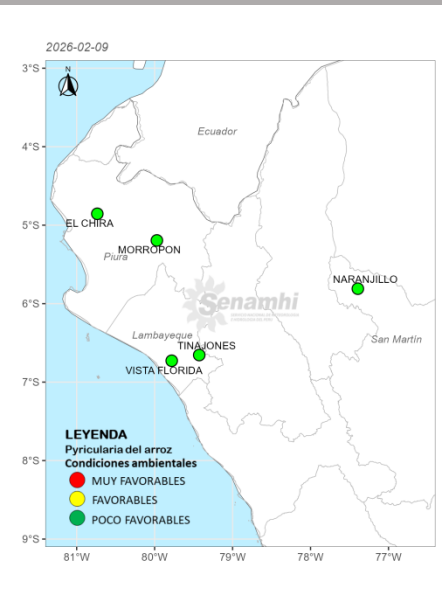 2026-02-09
3°S
N
Ecuador
4°S
5°S
EL CHIRA
MORROPON
Piura
NARANJILLO
6°S
Senamhi
Lambayeque
San Martín
TINAJONES
VISTA FLORIDA
7°S
LEYENDA
Pyricularia del arroz
Condiciones ambientales
MUY FAVORABLES
FAVORABLES
POCO FAVORABLES
8°S
9°S
81°W 80°W 79°W 78°W 77°W